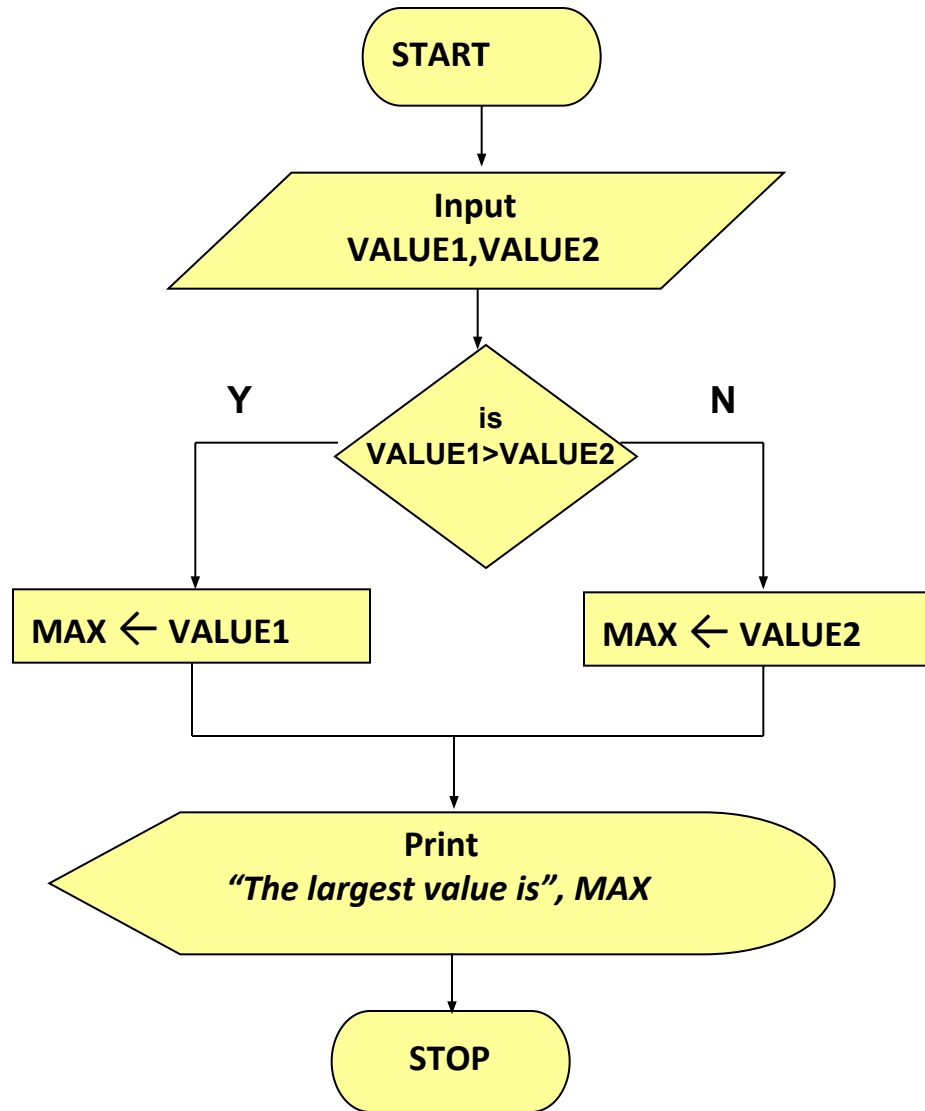 START
Input
VALUE1,VALUE2
Y
N
is
VALUE1>VALUE2
MAX ← VALUE1
MAX ← VALUE2
Print
“The largest value is”, MAX
STOP